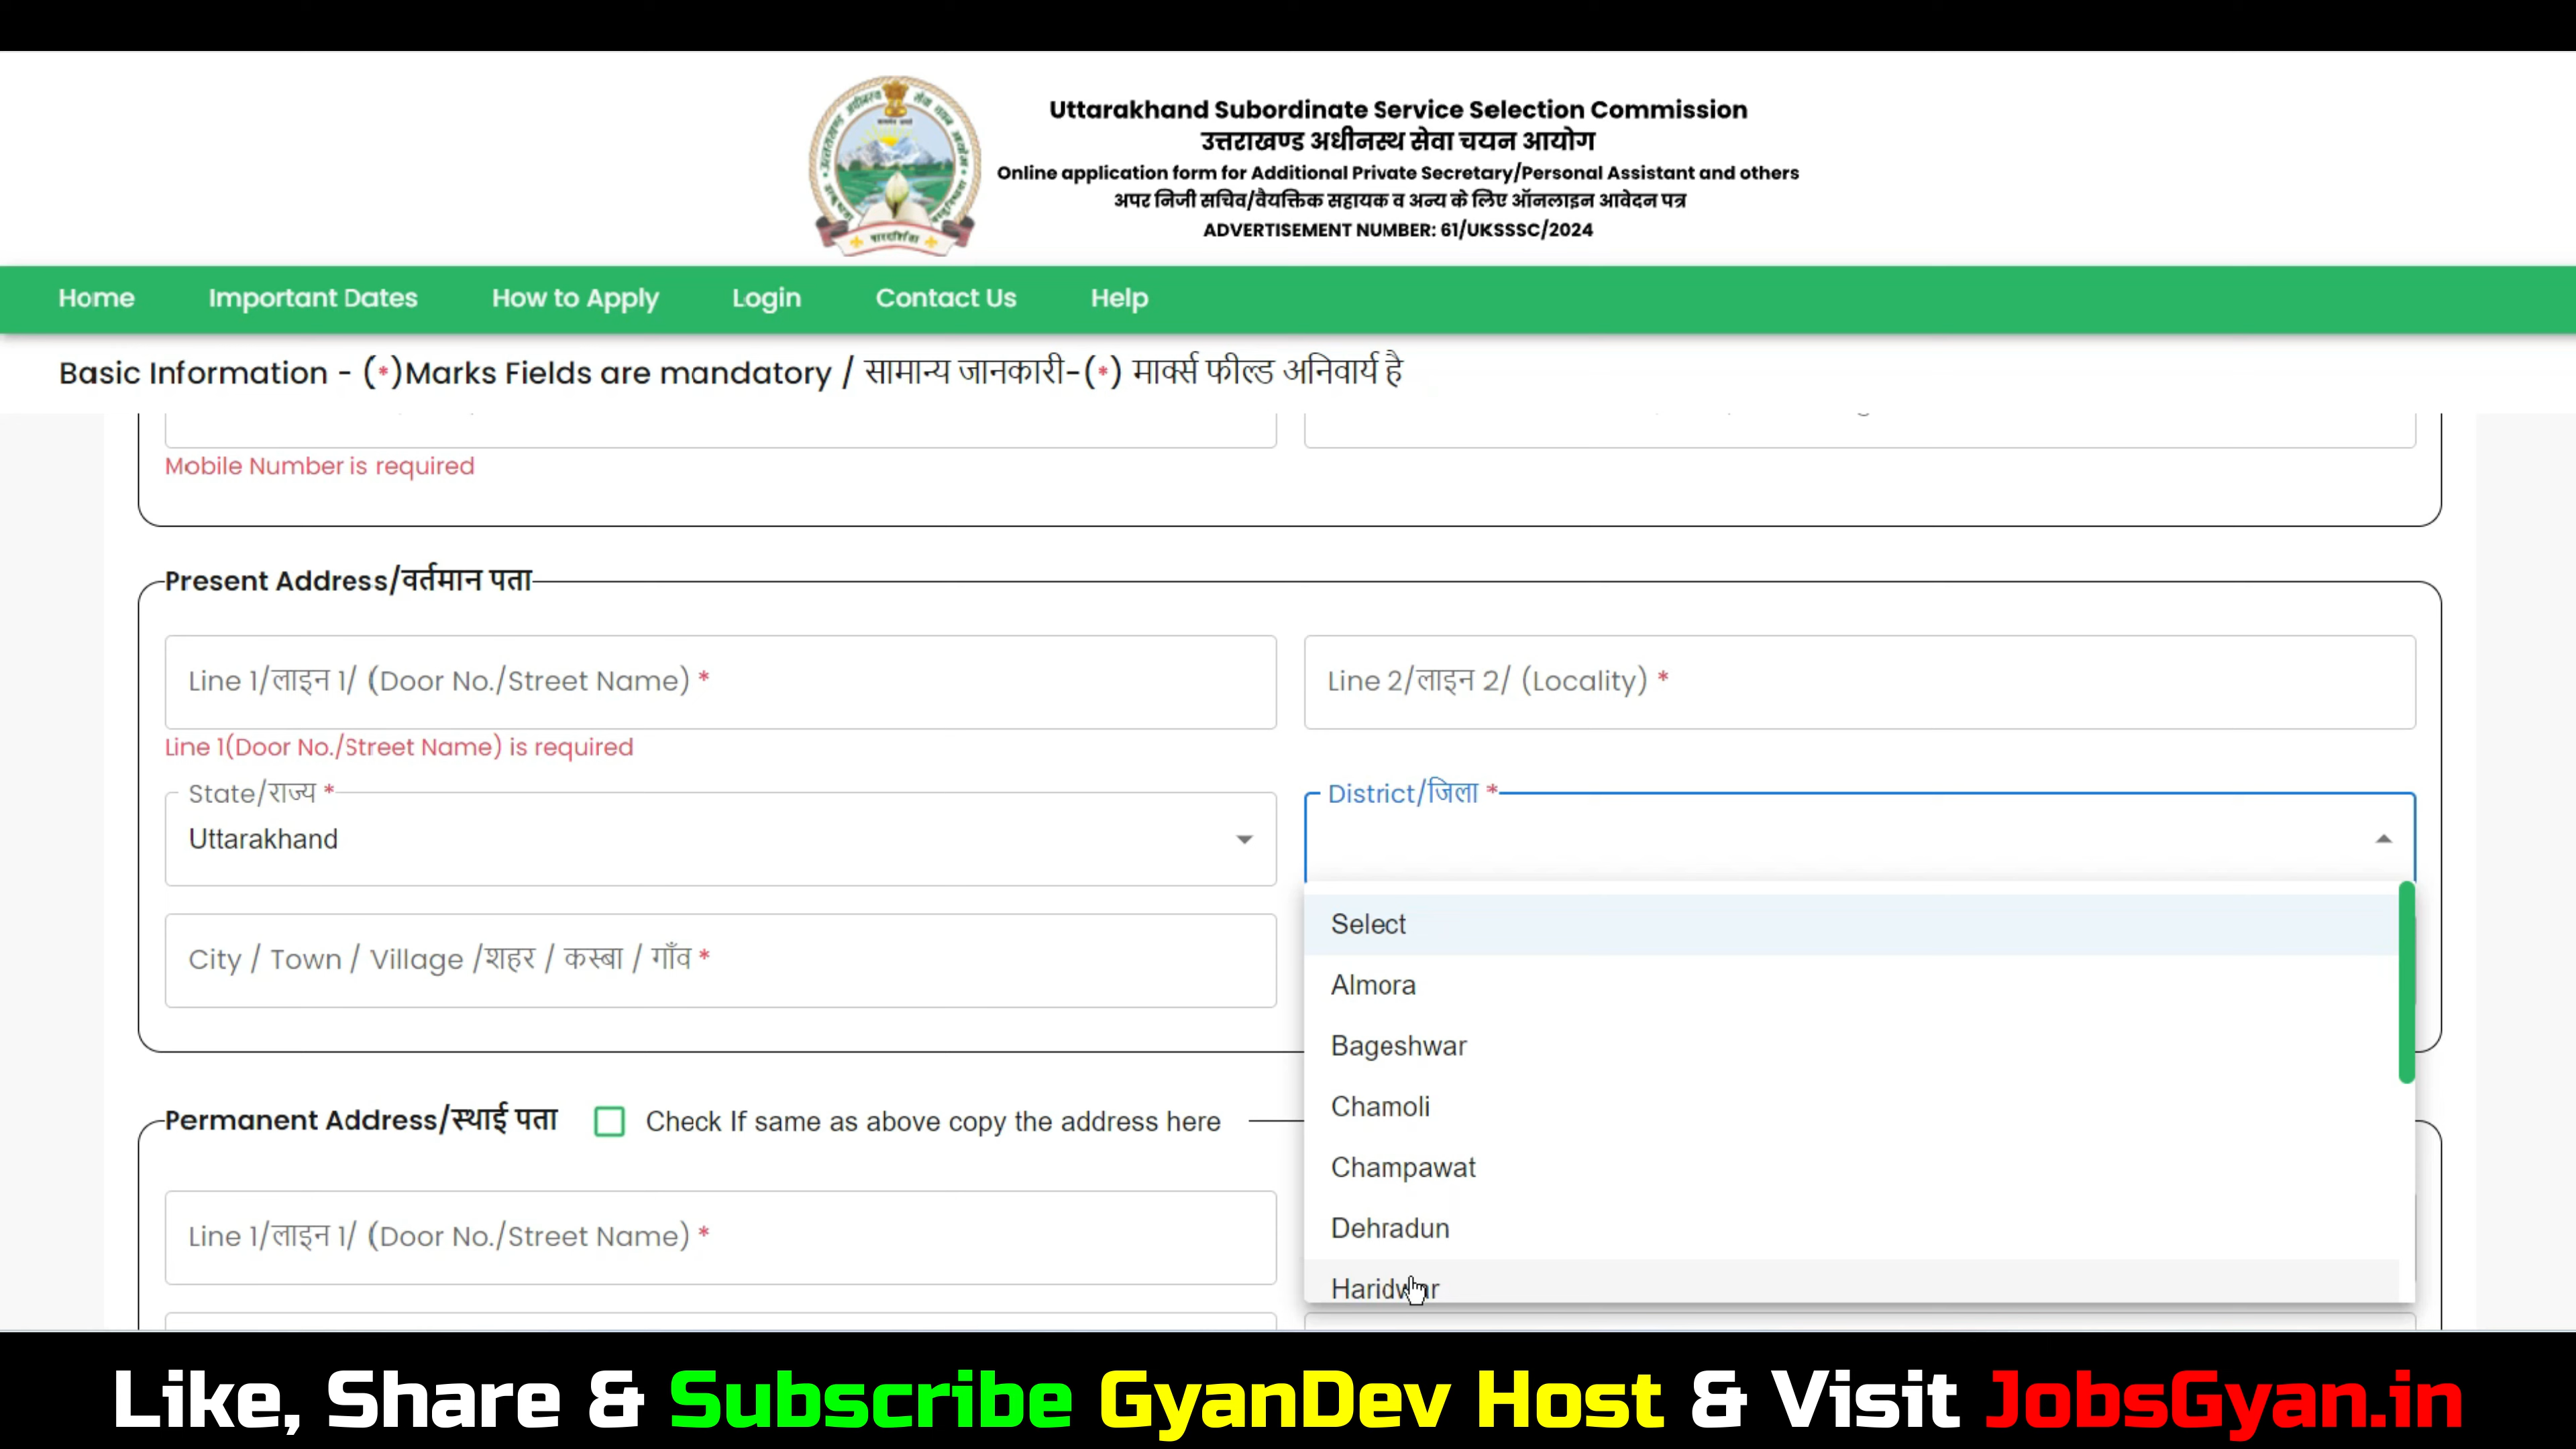 Uttarakhand Subordinate Service Selection Commission
उत्तराखण्ड अधीनस्थ सेवा चयन आयोग
Online application form for Additional Private Secretary/Personal Assistant and others
अपर निजी सचिव/वैयक्तिक सहायक व अन्य के लिए ऑनलाइन आवेदन पत्र
ADVERTISEMENT NUMBER: 61/UKSSSC/2024
Home Important Dates How to Apply Login Contact Us Help
Basic Information - (*)Marks Fields are mandatory / सामान्य जानकारी-(*) मार्क्स फील्ड अनिवार्य है
Mobile Number is required
Present Address/वर्तमान पता
Line 1/लाइन 1/ (Door No./Street Name) *
Line 2/लाइन 2/ (Locality) *
Line 1(Door No./Street Name) is required
State/राज्य *
Uttarakhand
District/जिला *
Select
Almora
Bageshwar
Chamoli
Champawat
Dehradun
Haridwar
City / Town / Village /शहर / कस्बा / गाँव *
Permanent Address/स्थाई पता
Check If same as above copy the address here
Line 1/लाइन 1/ (Door No./Street Name) *
Like, Share & Subscribe GyanDev Host & Visit JobsGyan.in